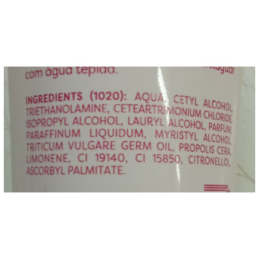 com água tépida.
INGREDIENTS (1020): AQUA, CETYL ALCOHOL,
TRIETHANOLAMINE, CETEARTRIMONIUM CHLORIDE
ISOPROPYL ALCOHOL, LAURYL ALCOHOL, PARFUM,
PARAFFINUM LIQUIDUM, MYRISTYL ALCOHOL,
TRITICUM VULGARE GERM OIL, PROPOLIS CERA
LIMONENE, CI 19140, CI 15850, CITRONELLOL,
ASCORBYL PALMITATE.